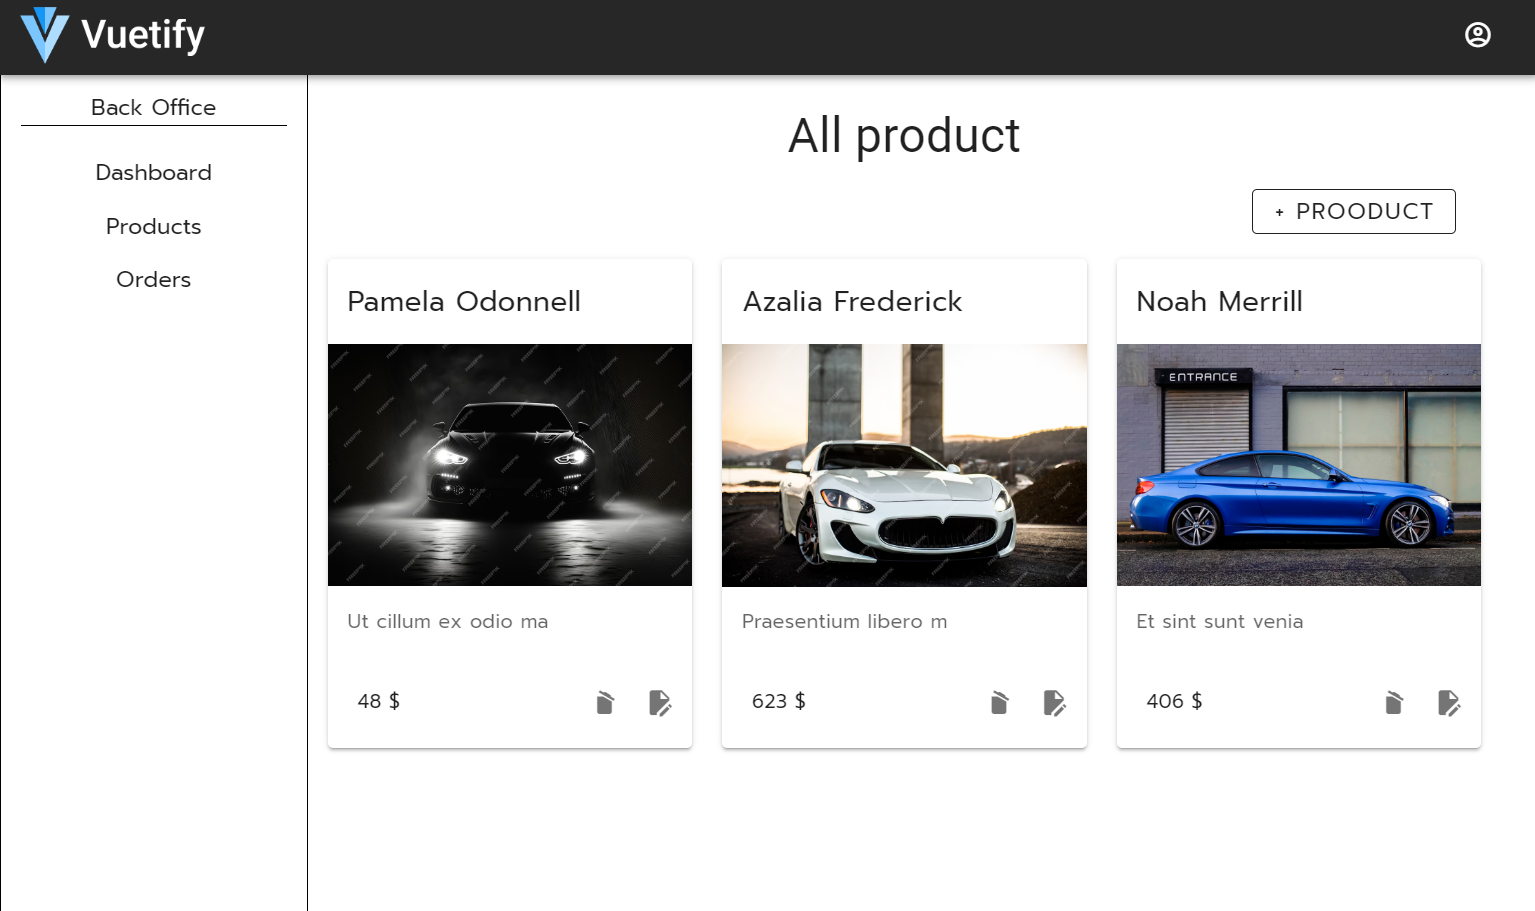 Vuetify
Back Office
Dashboard
Products
Orders
All product
+ PROODUCT
Pamela Odonnell
Azalia Frederick
Noah Merrill
ENTRANCE
Ut cillum ex odio ma
Praesentium libero m
Et sint sunt venia
48 $
623 $
406 $